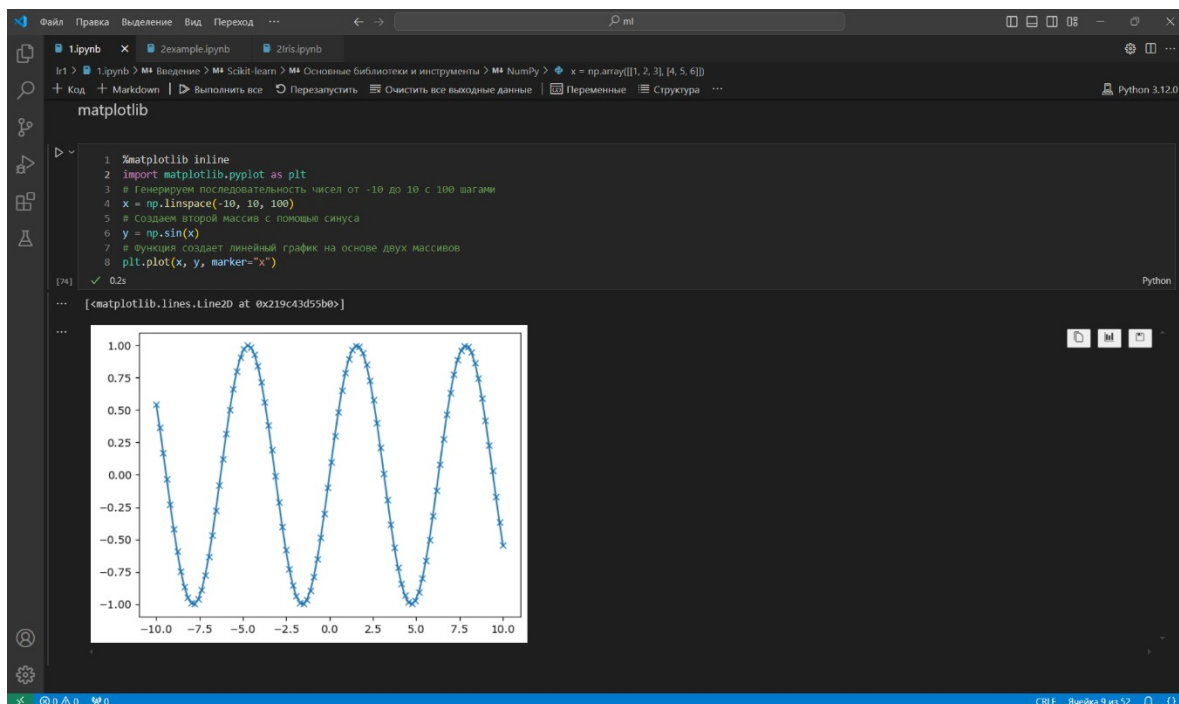 Файл Правка Выделение Вид Переход ··· ml
1.ipynb 2example.ipynb 2Iris.ipynb
lr1 > 1.ipynb > M↓ Введение > M↓ Scikit-learn > M↓ Основные библиотеки и инструменты > M↓ NumPy > x = np.array([[1, 2, 3], [4, 5, 6]])
+ Код + Markdown | Выполнить все Перезапустить Очистить все выходные данные | Переменные Структура ··· Python 3.12.0
matplotlib
1 %matplotlib inline
2 import matplotlib.pyplot as plt
3 # Генерируем последовательность чисел от -10 до 10 с 100 шагами
4 x = np.linspace(-10, 10, 100)
5 # Создаем второй массив с помощью синуса
6 y = np.sin(x)
7 # Функция создает линейный график на основе двух массивов
8 plt.plot(x, y, marker="x")
[74] ✓ 0.2s Python
··· [<matplotlib.lines.Line2D at 0x219c43d55b0>]
···
1.00
0.75
0.50
0.25
0.00
−0.25
−0.50
−0.75
−1.00
−10.0 −7.5 −5.0 −2.5 0.0 2.5 5.0 7.5 10.0
0 0 0 CRLF Ячейка 9 из 52